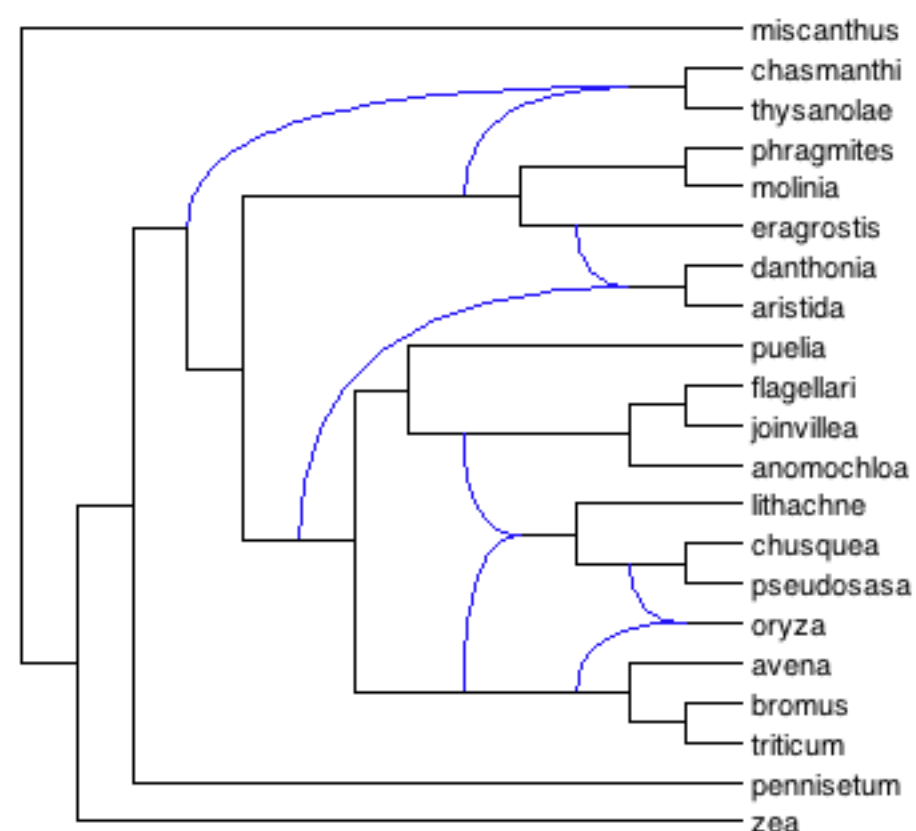 miscanthus
chasmanthi
thysanolae
phragmites
molinia
eragrostis
danthonia
aristida
puelia
flagellari
joinvillea
anomochloa
lithachne
chusquea
pseudosasa
oryza
avena
bromus
triticum
pennisetum
zea